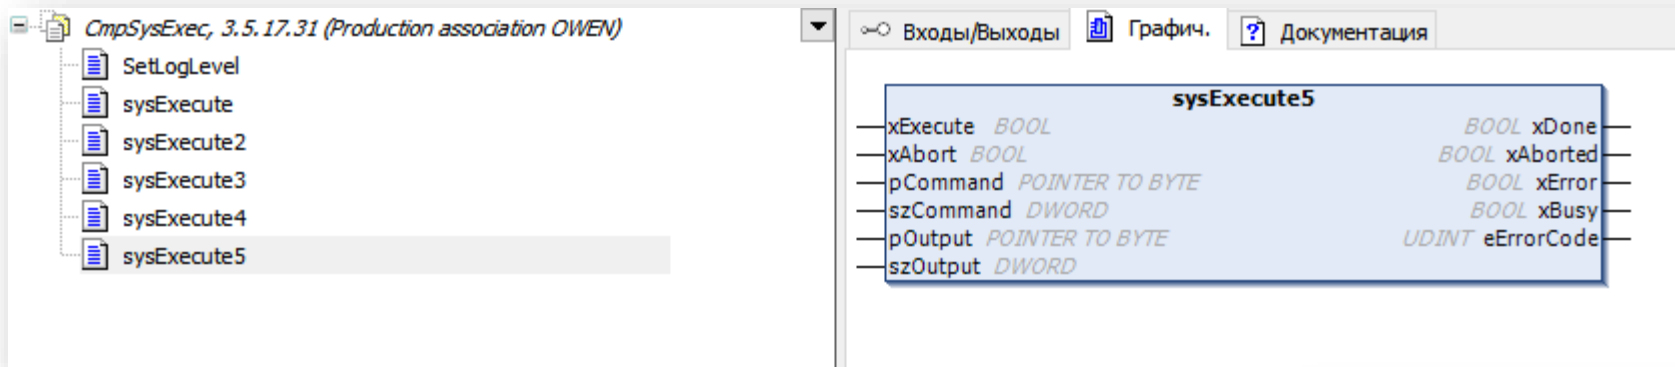 CmpSysExec, 3.5.17.31 (Production association OWEN)
SetLogLevel
sysExecute
sysExecute2
sysExecute3
sysExecute4
sysExecute5
Входы/Выходы Графич. Документация
sysExecute5
xExecute BOOL BOOL xDone
xAbort BOOL BOOL xAborted
pCommand POINTER TO BYTE BOOL xError
szCommand DWORD BOOL xBusy
pOutput POINTER TO BYTE UDINT eErrorCode
szOutput DWORD